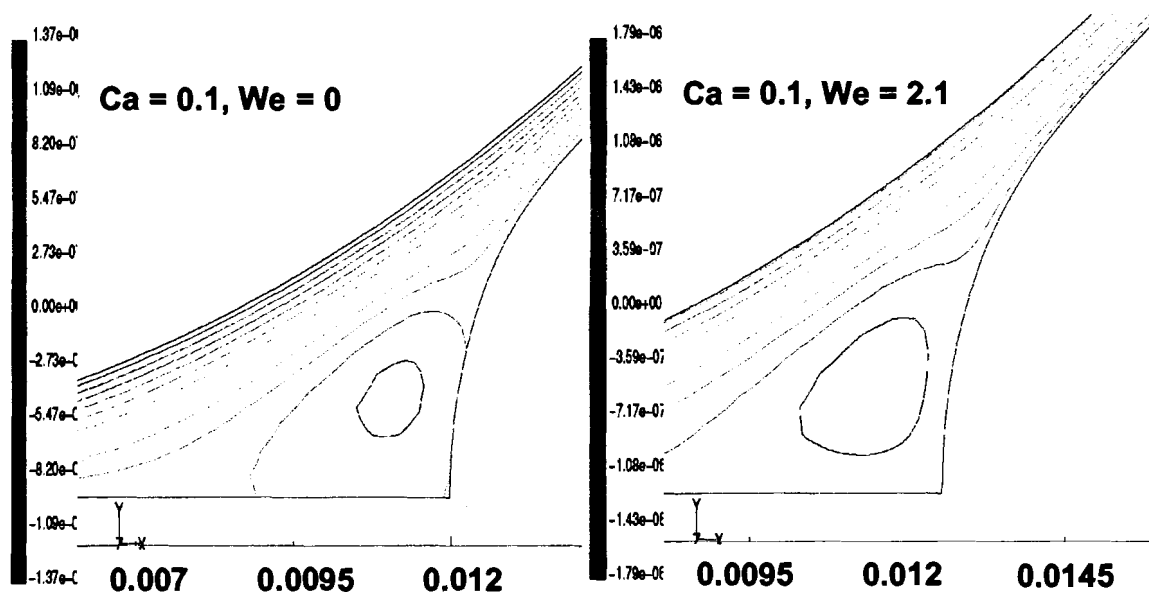 1.37e-0
1.09e-0
8.20e-0
5.47e-0
2.73e-0
0.00e+0
-2.73e-0
-5.47e-0
-8.20e-0
-1.09e-0
-1.37e-0
Ca = 0.1, We = 0
Y
X
0.007 0.0095 0.012
1.79e-06
1.43e-06
1.08e-06
7.17e-07
3.59e-07
0.00e+00
-3.59e-07
-7.17e-07
-1.08e-06
-1.43e-06
-1.79e-06
Ca = 0.1, We = 2.1
Y
X
0.0095 0.012 0.0145